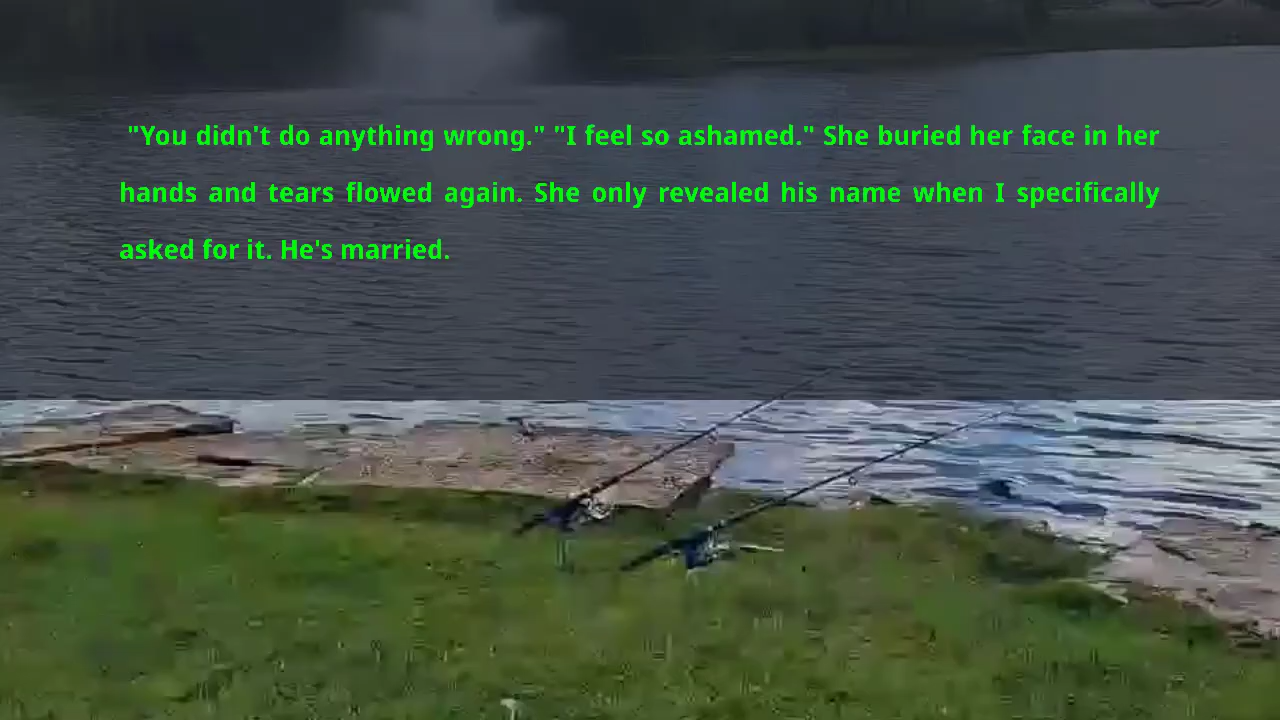 "You didn't do anything wrong." "I feel so ashamed." She buried her face in her
hands and tears flowed again. She only revealed his name when I specifically
asked for it. He's married.